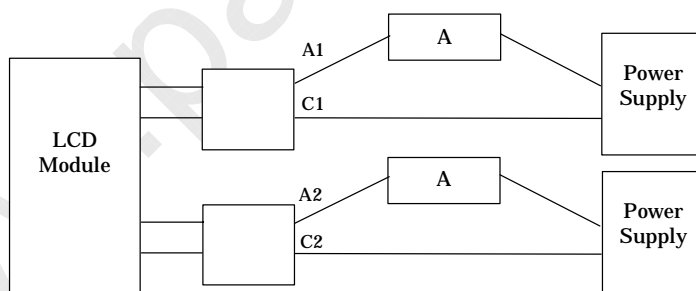 A1
A
C1
LCD
Module
Power
Supply
A2
A
C2
Power
Supply